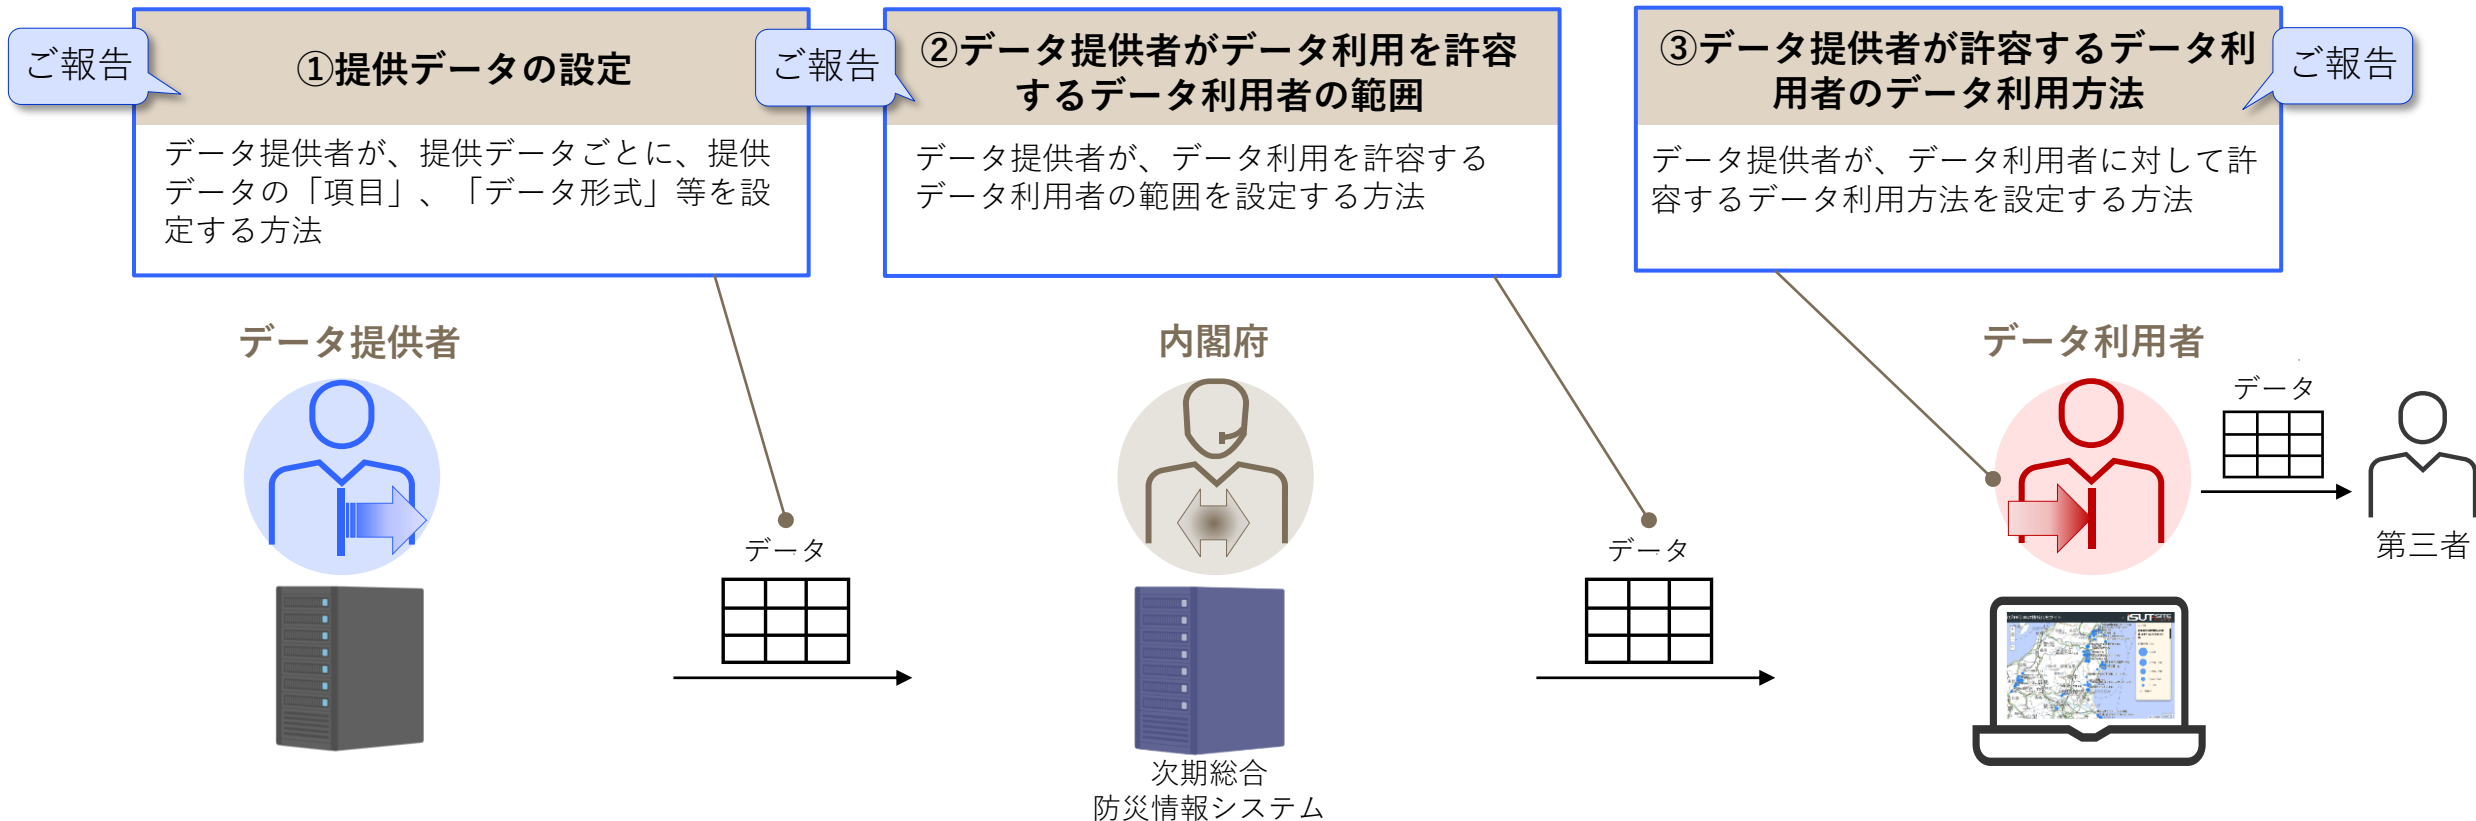 ご報告
①提供データの設定
データ提供者が、提供データごとに、提供
データの「項目」、「データ形式」等を設
定する方法
ご報告
②データ提供者がデータ利用を許容
するデータ利用者の範囲
データ提供者が、データ利用を許容する
データ利用者の範囲を設定する方法
③データ提供者が許容するデータ利
用者のデータ利用方法
ご報告
データ提供者が、データ利用者に対して許
容するデータ利用方法を設定する方法
データ提供者
内閣府
データ利用者
データ
データ
データ
第三者
次期総合
防災情報システム
iSUT SITE